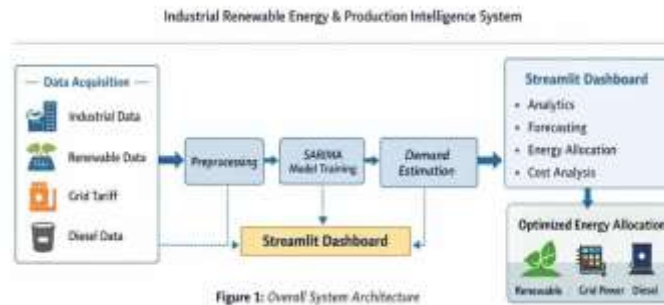 Industrial Renewable Energy & Production Intelligence System
Data Acquisition
Industrial Data
Renewable Data
Grid Tariff
Diesel Data
Preprocessing
SARIMA
Model Training
Demand
Estimation
Streamlit Dashboard
Streamlit Dashboard
• Analytics
• Forecasting
• Energy Allocation
• Cost Analysis
Optimized Energy Allocation
Renewable
Grid Power
Diesel
Figure 1: Overall System Architecture